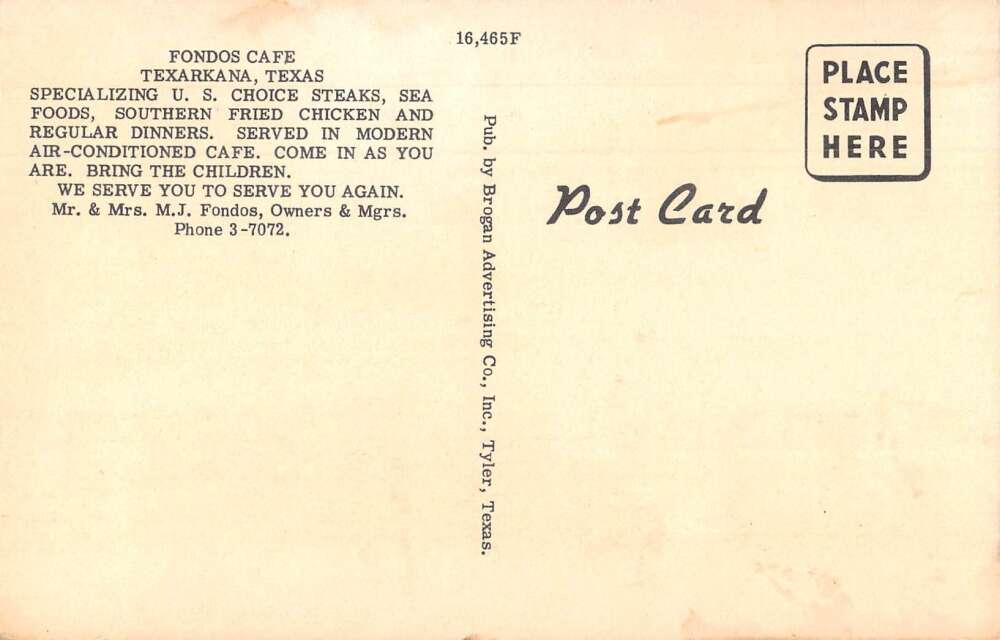 16,465F
FONDOS CAFE
TEXARKANA, TEXAS
SPECIALIZING U. S. CHOICE STEAKS, SEA
FOODS, SOUTHERN FRIED CHICKEN AND
REGULAR DINNERS. SERVED IN MODERN
AIR-CONDITIONED CAFE. COME IN AS YOU
ARE. BRING THE CHILDREN.
WE SERVE YOU TO SERVE YOU AGAIN.
Mr. & Mrs. M.J. Fondos, Owners & Mgrs.
Phone 3-7072.
Pub. by Brogan Advertising Co., Inc., Tyler, Texas.
Post Card
PLACE
STAMP
HERE